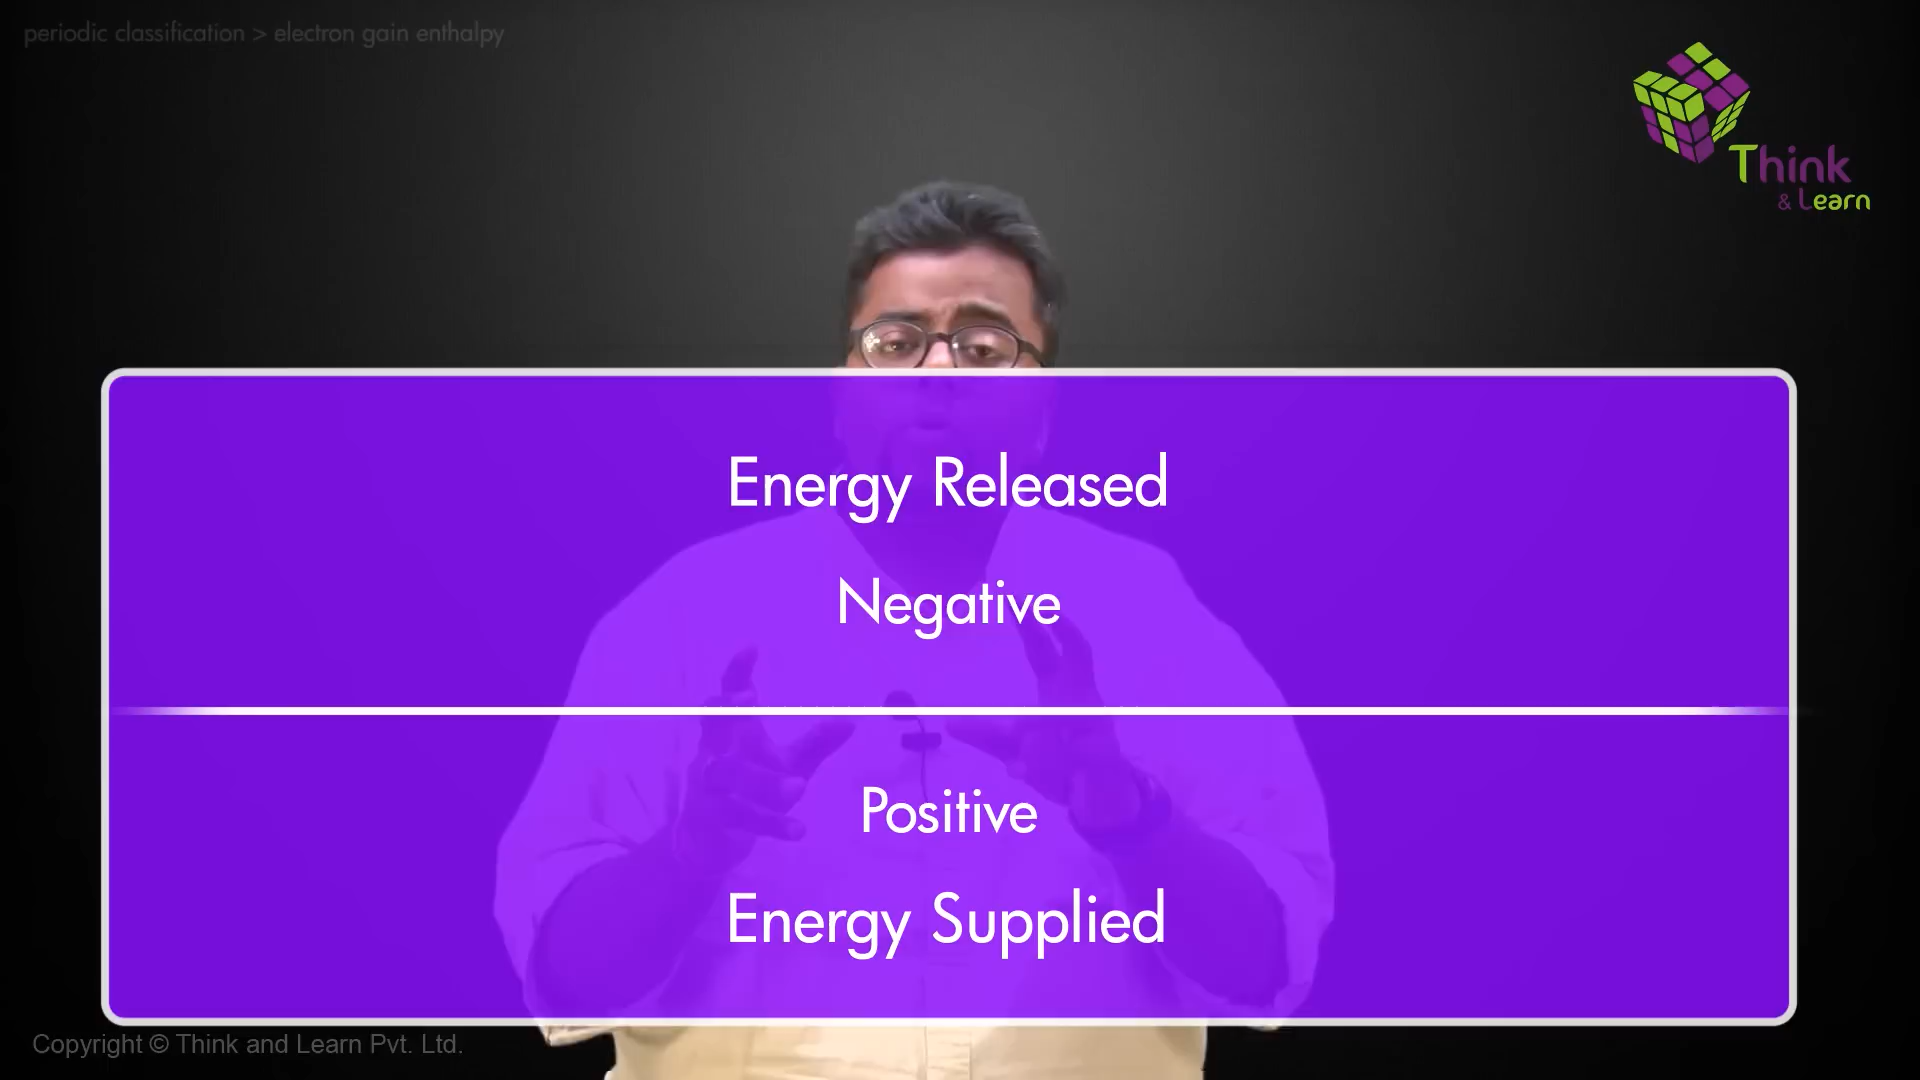 periodic classification > electron gain enthalpy
Think
& Learn
Energy Released
Negative
Positive
Energy Supplied
Copyright © Think and Learn Pvt. Ltd.